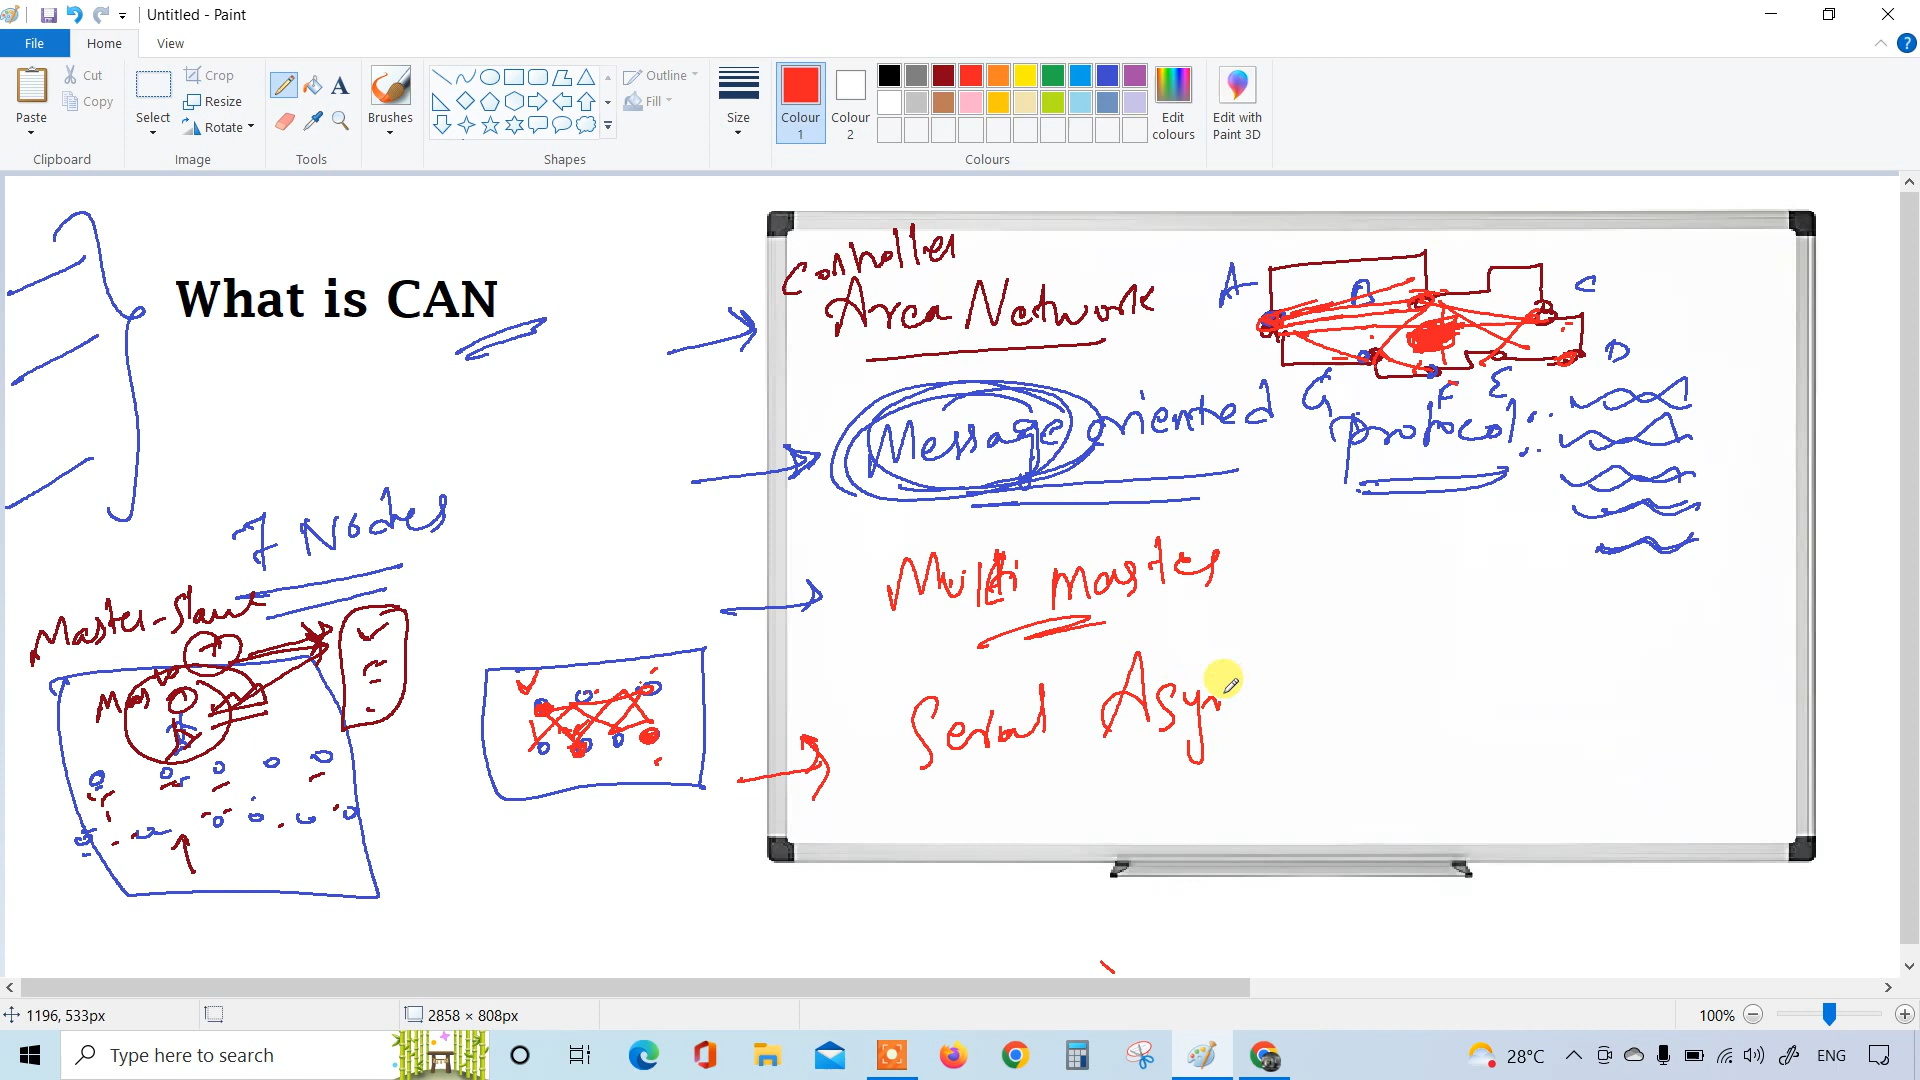 Untitled - Paint
File Home View
Paste
Cut
Copy
Clipboard
Select
Crop
Resize
Rotate
Image
Tools
Brushes
Shapes
Outline
Fill
Size
Colour 1
Colour 2
Edit colours
Edit with Paint 3D
Colours
What is CAN
Controller
Area Network
A B C
D
G F E
Message oriented protocol:
7 Nodes
Multi master
Master-Slave
Serial Asyn
1196, 533px
2858 × 808px
100%
Type here to search
28°C
ENG